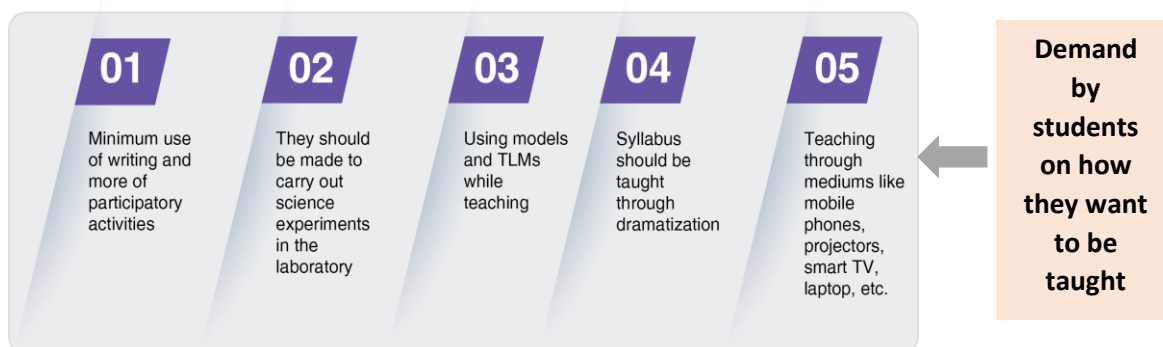 01
Minimum use
of writing and
more of
participatory
activities
02
They should
be made to
carry out
science
experiments
in the
laboratory
03
Using models
and TLMs
while
teaching
04
Syllabus
should be
taught
through
dramatization
05
Teaching
through
mediums like
mobile
phones,
projectors,
smart TV,
laptop, etc.
Demand
by
students
on how
they want
to be
taught